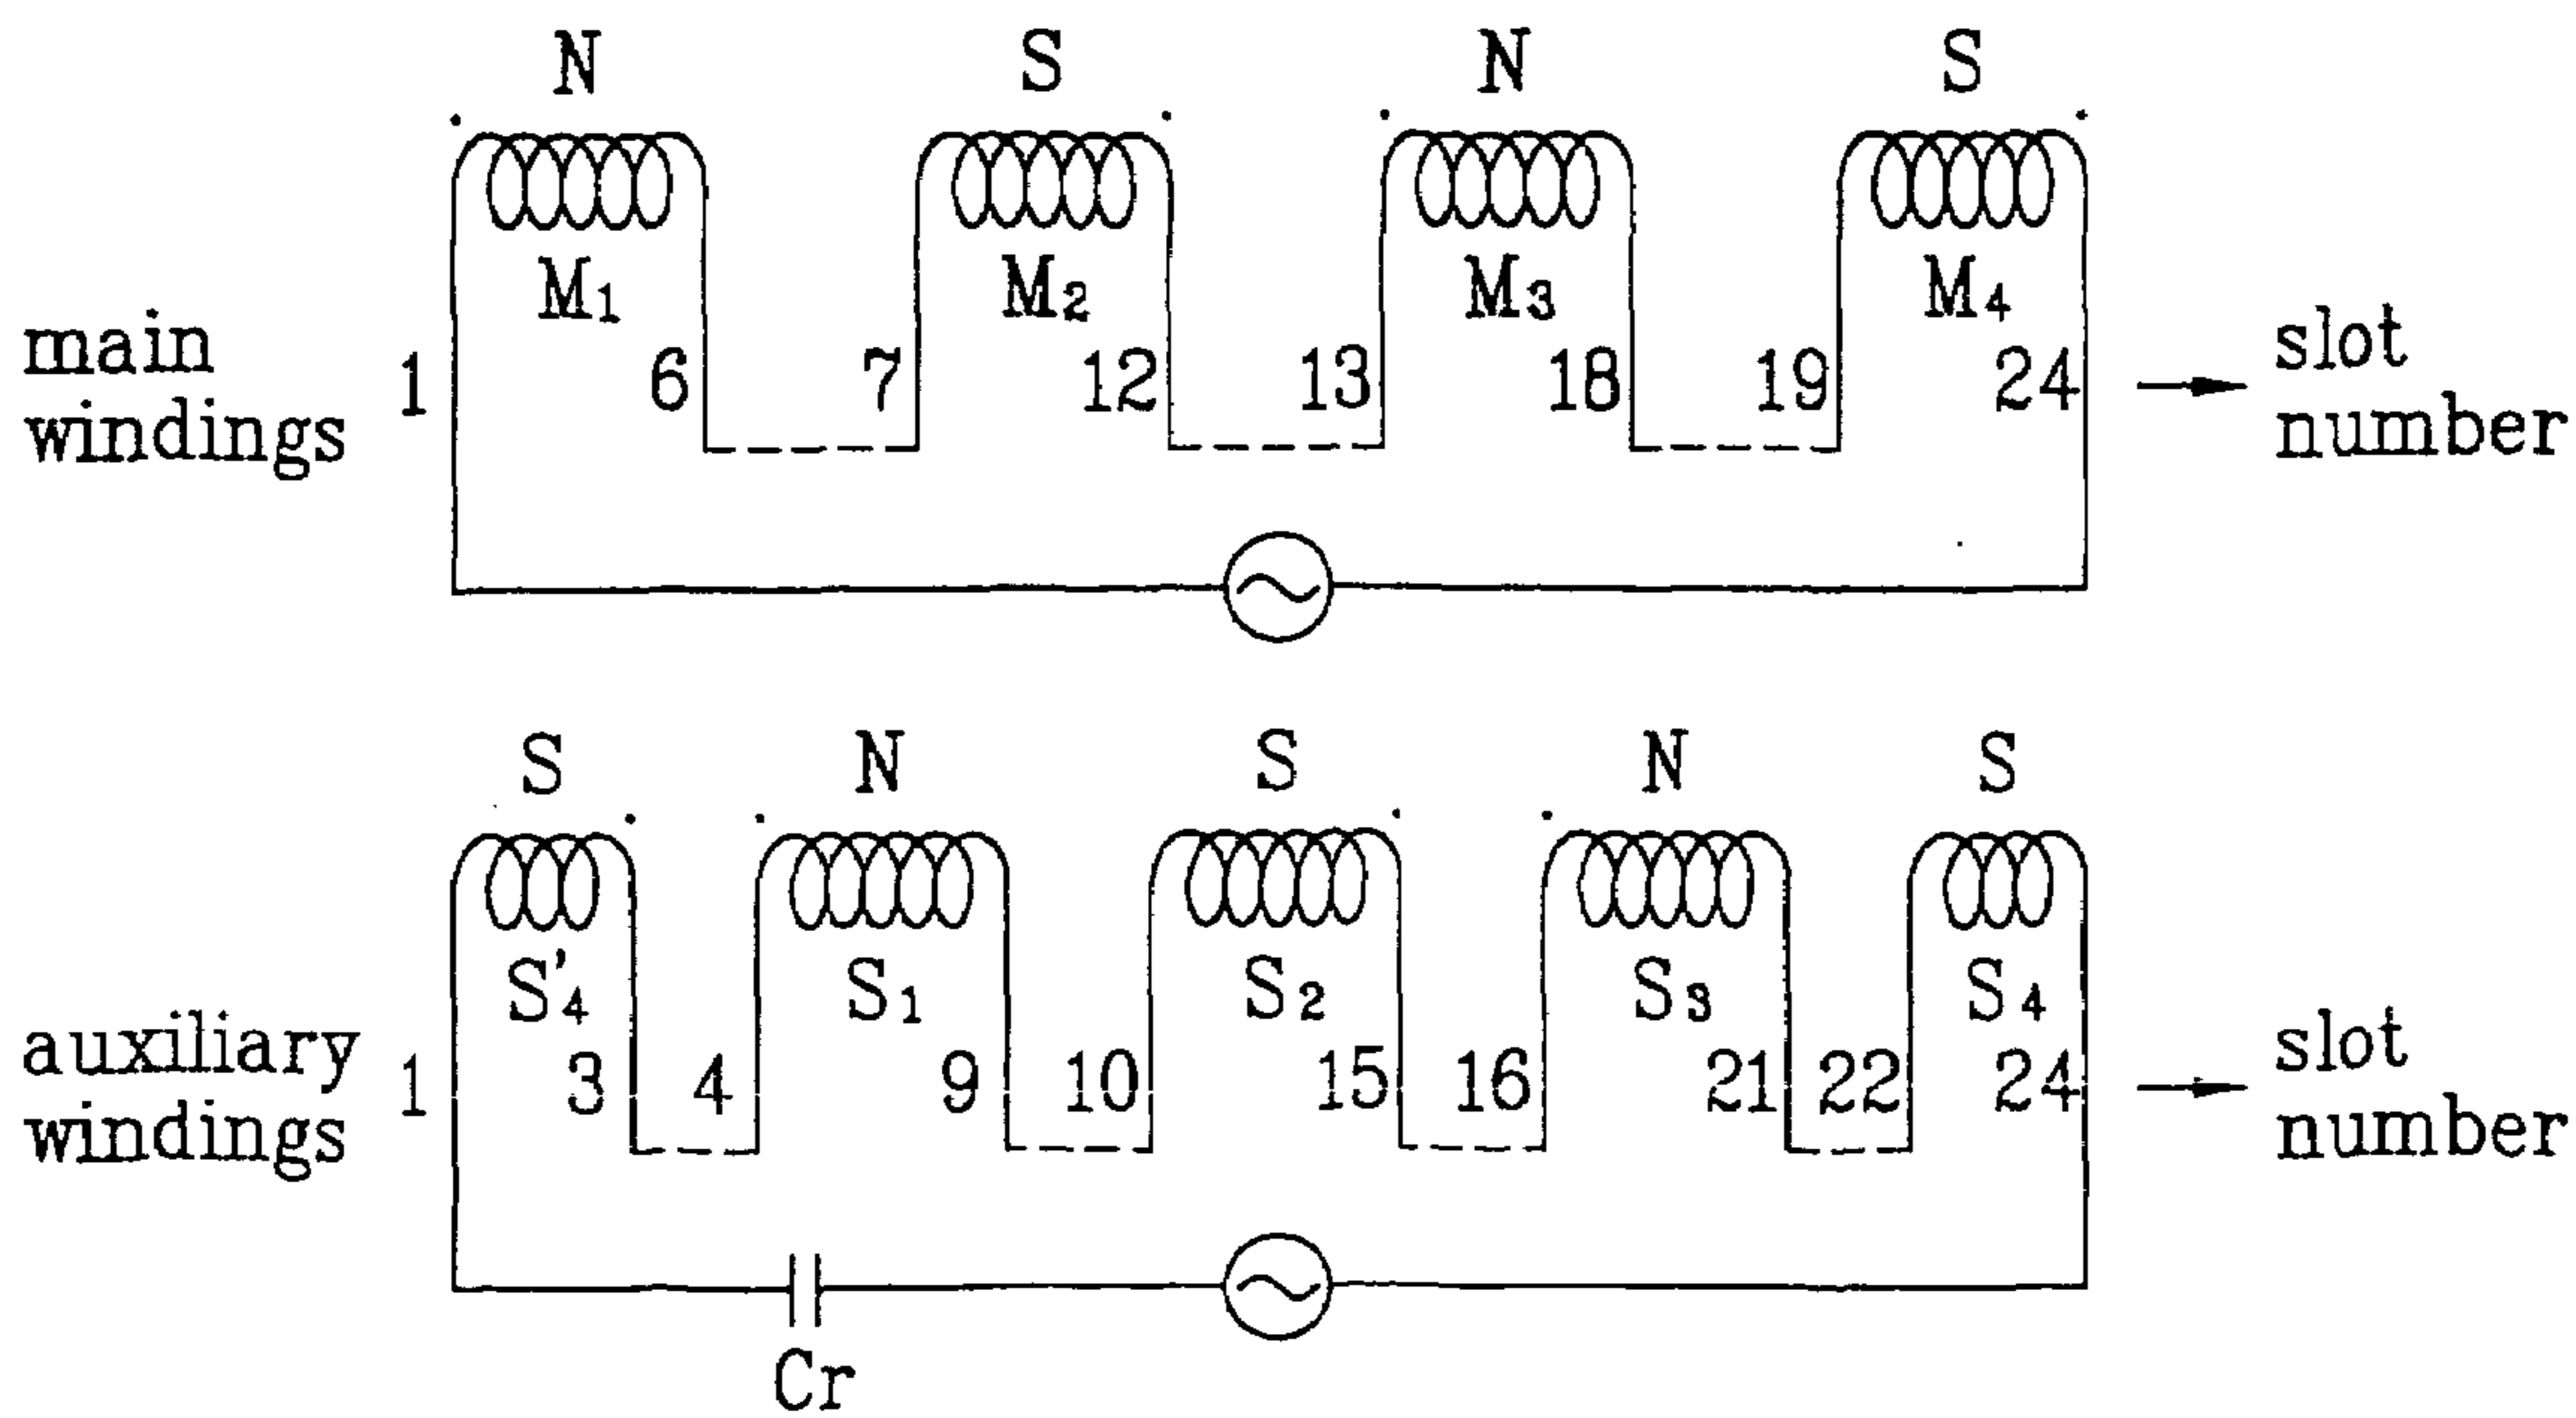 N S N S
M1 M2 M3 M4
main windings 1 6 7 12 13 18 19 24 slot number
S N S N S
S'4 S1 S2 S3 S4
auxiliary windings 1 3 4 9 10 15 16 21 22 24 slot number
Cr